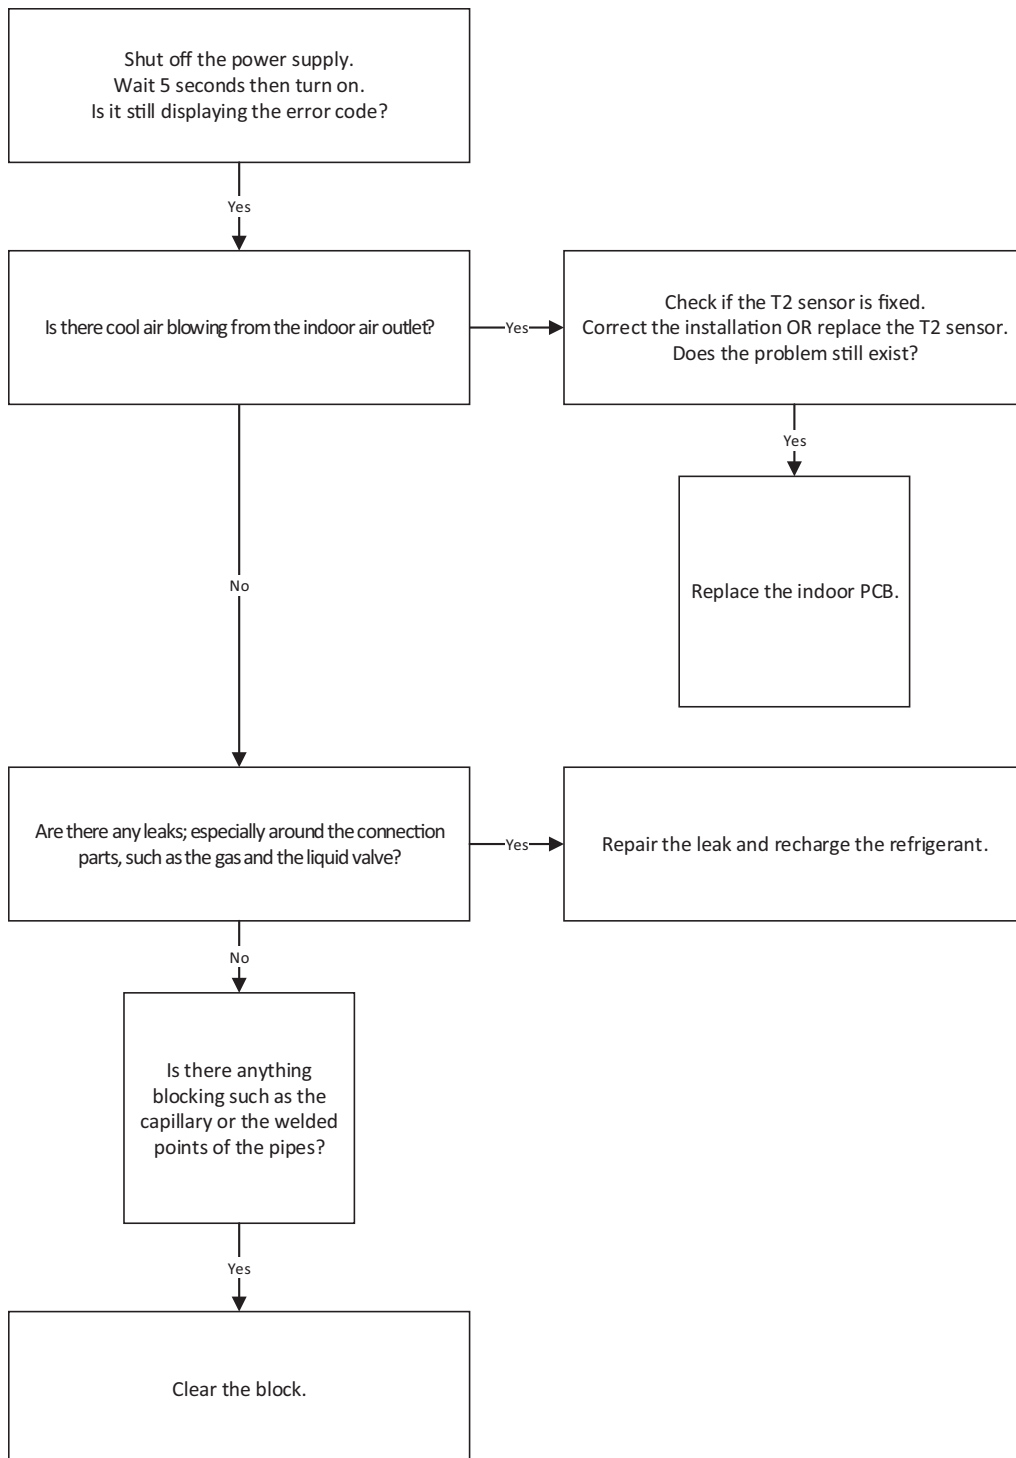 Shut off the power supply.
Wait 5 seconds then turn on.
Is it still displaying the error code?
Yes
Is there cool air blowing from the indoor air outlet?
Yes
Check if the T2 sensor is fixed.
Correct the installation OR replace the T2 sensor.
Does the problem still exist?
Yes
Replace the indoor PCB.
No
Are there any leaks; especially around the connection
parts, such as the gas and the liquid valve?
Yes
Repair the leak and recharge the refrigerant.
No
Is there anything
blocking such as the
capillary or the welded
points of the pipes?
Yes
Clear the block.